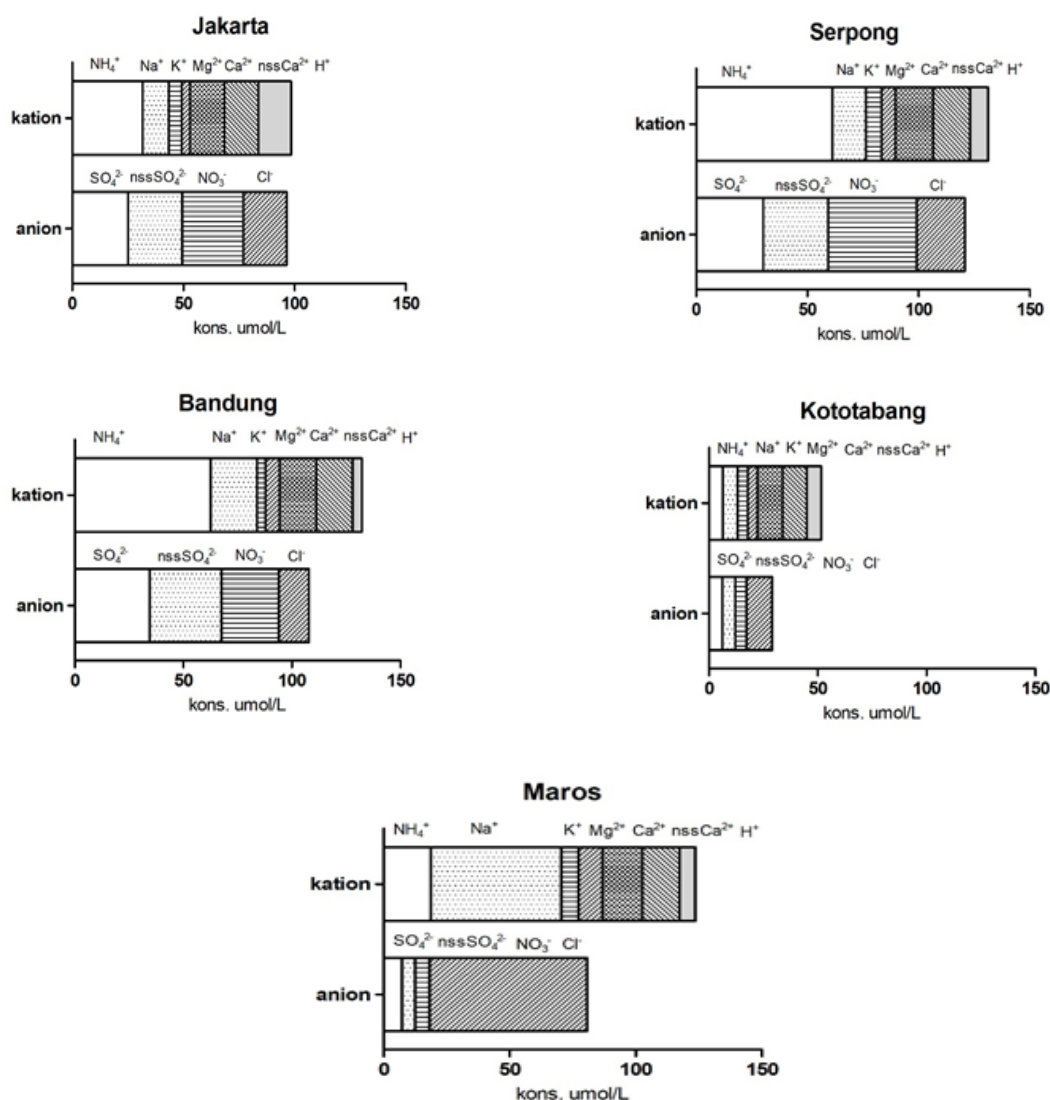 Jakarta
NH₄⁺ Na⁺ K⁺ Mg²⁺ Ca²⁺ nssCa²⁺ H⁺
kation
SO₄²⁻ nssSO₄²⁻ NO₃⁻ Cl⁻
anion
0 50 100 150
kons. umol/L
Serpong
NH₄⁺ Na⁺ K⁺ Mg²⁺ Ca²⁺ nssCa²⁺ H⁺
kation
SO₄²⁻ nssSO₄²⁻ NO₃⁻ Cl⁻
anion
0 50 100 150
kons. umol/L
Bandung
NH₄⁺ Na⁺ K⁺ Mg²⁺ Ca²⁺ nssCa²⁺ H⁺
kation
SO₄²⁻ nssSO₄²⁻ NO₃⁻ Cl⁻
anion
0 50 100 150
kons. umol/L
Kototabang
NH₄⁺ Na⁺ K⁺ Mg²⁺ Ca²⁺ nssCa²⁺ H⁺
kation
SO₄²⁻ nssSO₄²⁻ NO₃⁻ Cl⁻
anion
0 50 100 150
kons. umol/L
Maros
NH₄⁺ Na⁺ K⁺ Mg²⁺ Ca²⁺ nssCa²⁺ H⁺
kation
SO₄²⁻ nssSO₄²⁻ NO₃⁻ Cl⁻
anion
0 50 100 150
kons. umol/L